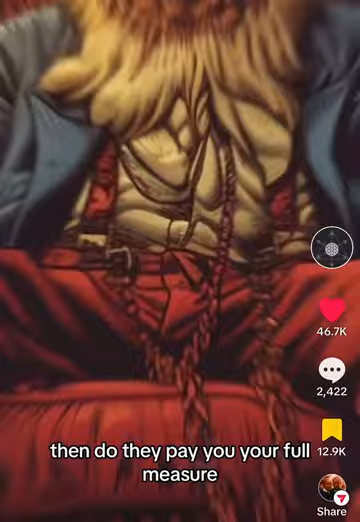 46.7K
2,422
12.9K
then do they pay you your full
measure
Share